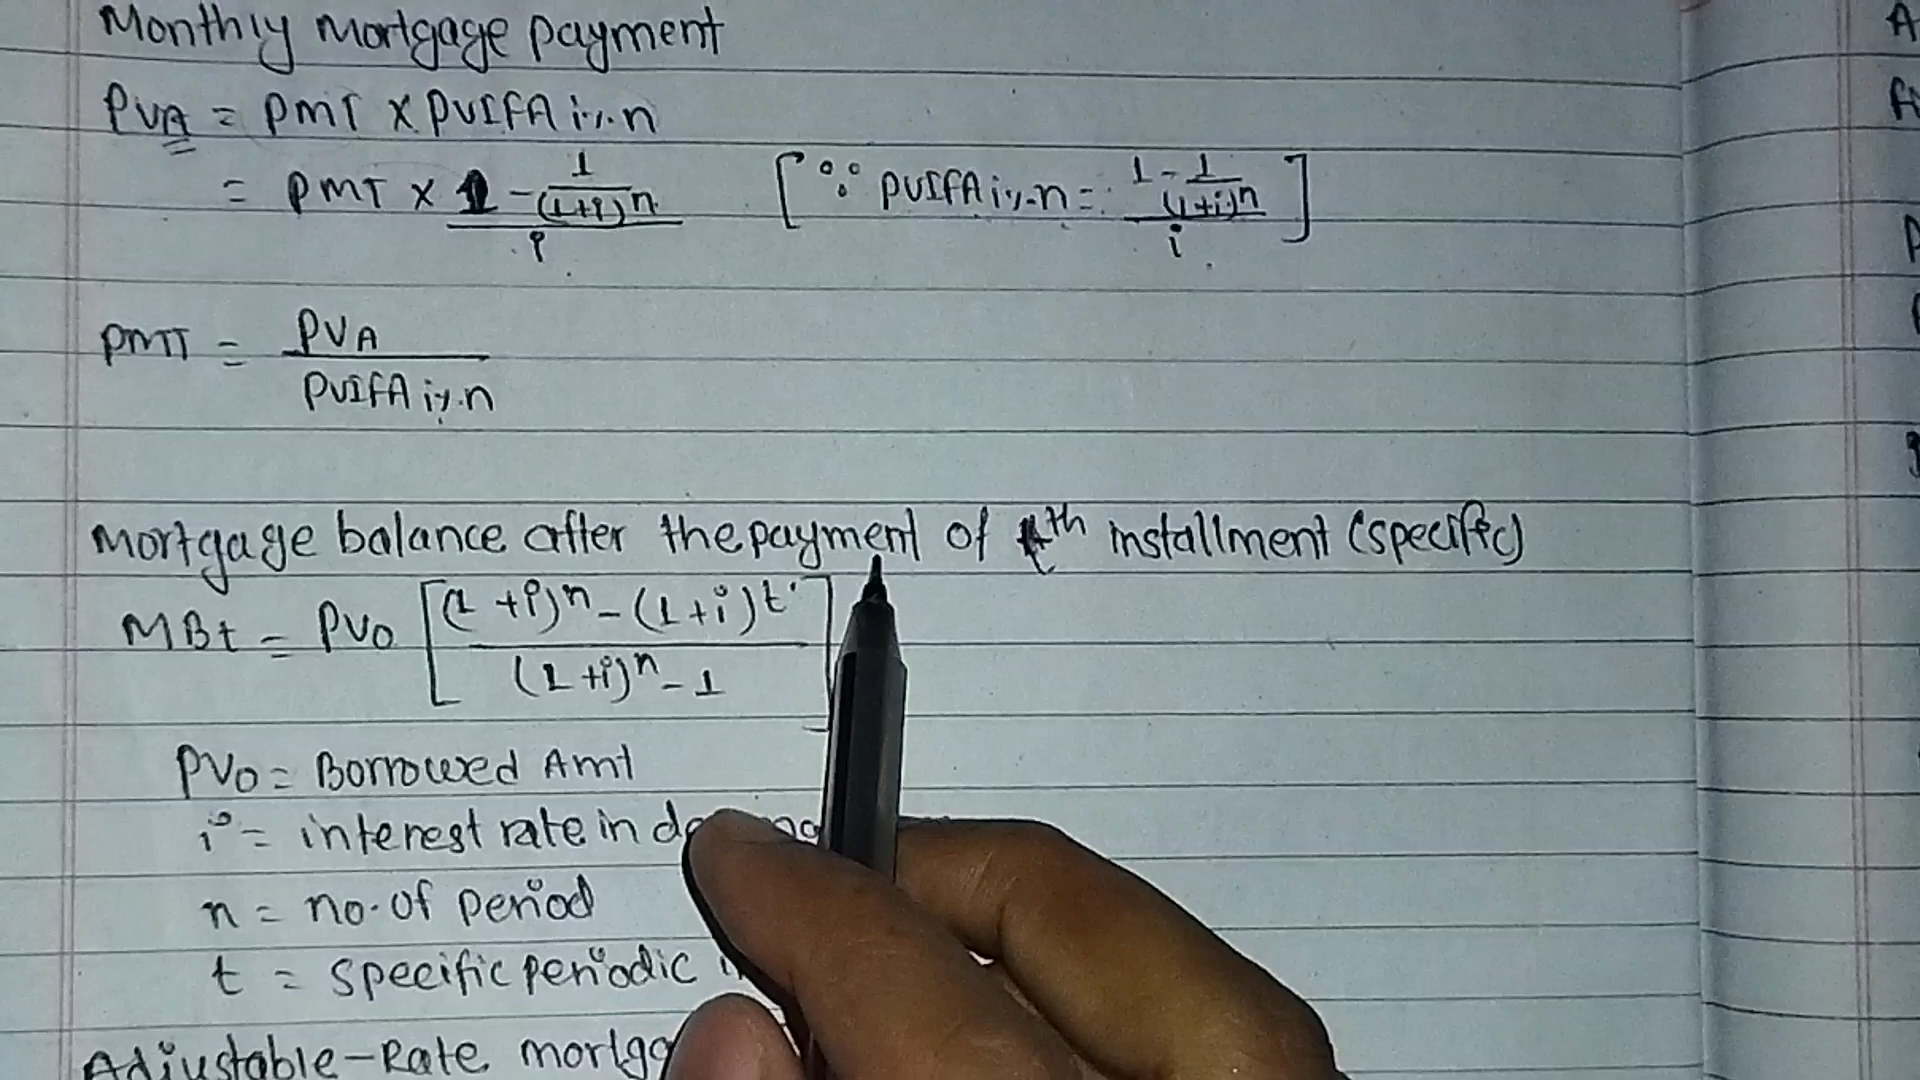 Monthly Mortgage Payment
PVA = PMT X PVIFA i%.n
= PMT X 1 - 1/(1+i)^n / i [∵ PVIFA i%.n = 1 - 1/(1+i)^n / i]
PMT = PVA / PVIFA i%.n
Mortgage balance after the payment of tth installment (specific)
MBt = PV0 [(1+i)^n - (1+i)^t / (1+i)^n - 1]
PV0 = Borrowed Amt
i = interest rate in
n = no. of period
t = specific periodic
Adjustable-Rate
A